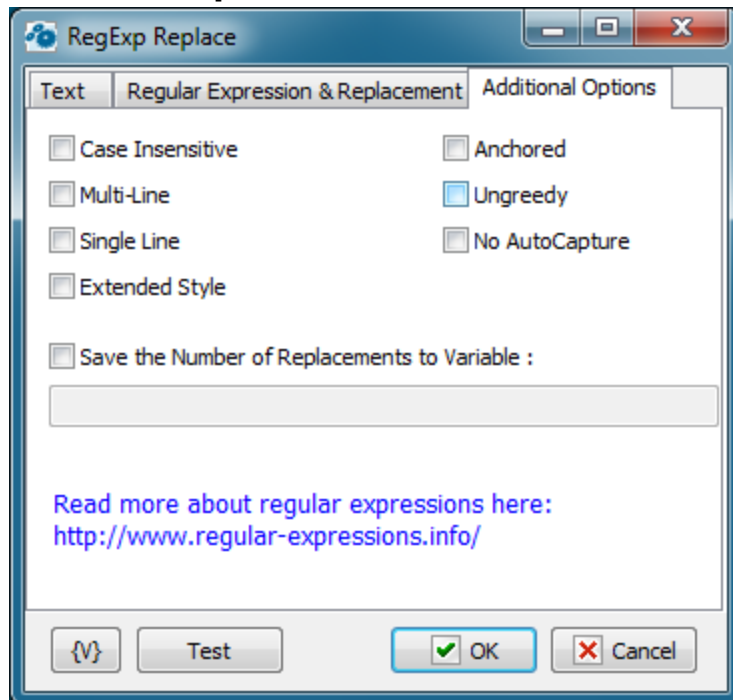 RegExp Replace
Text Regular Expression & Replacement Additional Options
Case Insensitive Anchored
Multi-Line Ungreedy
Single Line No AutoCapture
Extended Style
Save the Number of Replacements to Variable :
Read more about regular expressions here:
http://www.regular-expressions.info/
{V} Test OK Cancel